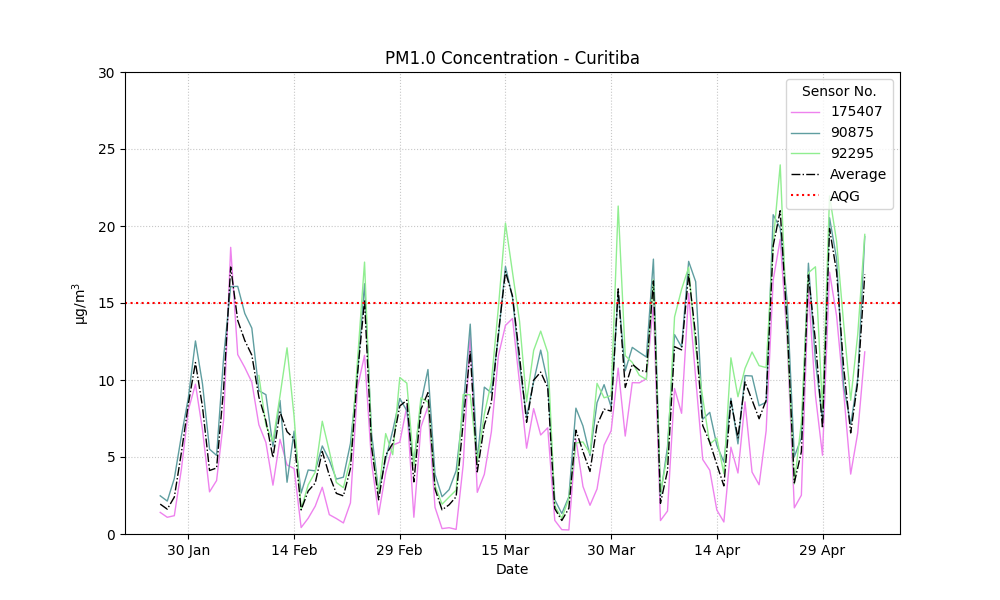 PM1.0 Concentration - Curitiba
30
25
20
15
10
5
0
μg/m³
30 Jan
14 Feb
29 Feb
15 Mar
30 Mar
14 Apr
29 Apr
Date
Sensor No.
175407
90875
92295
Average
AQG